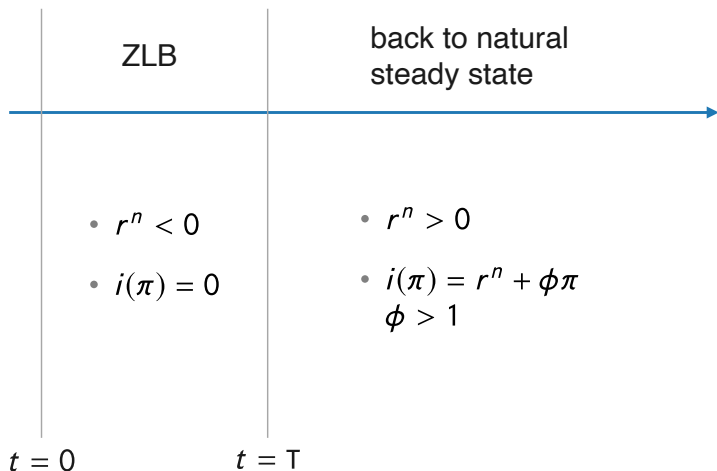 ZLB
back to natural
steady state
• rⁿ < 0
• i(π) = 0
• rⁿ > 0
• i(π) = rⁿ + ϕπ
ϕ > 1
t = 0
t = T